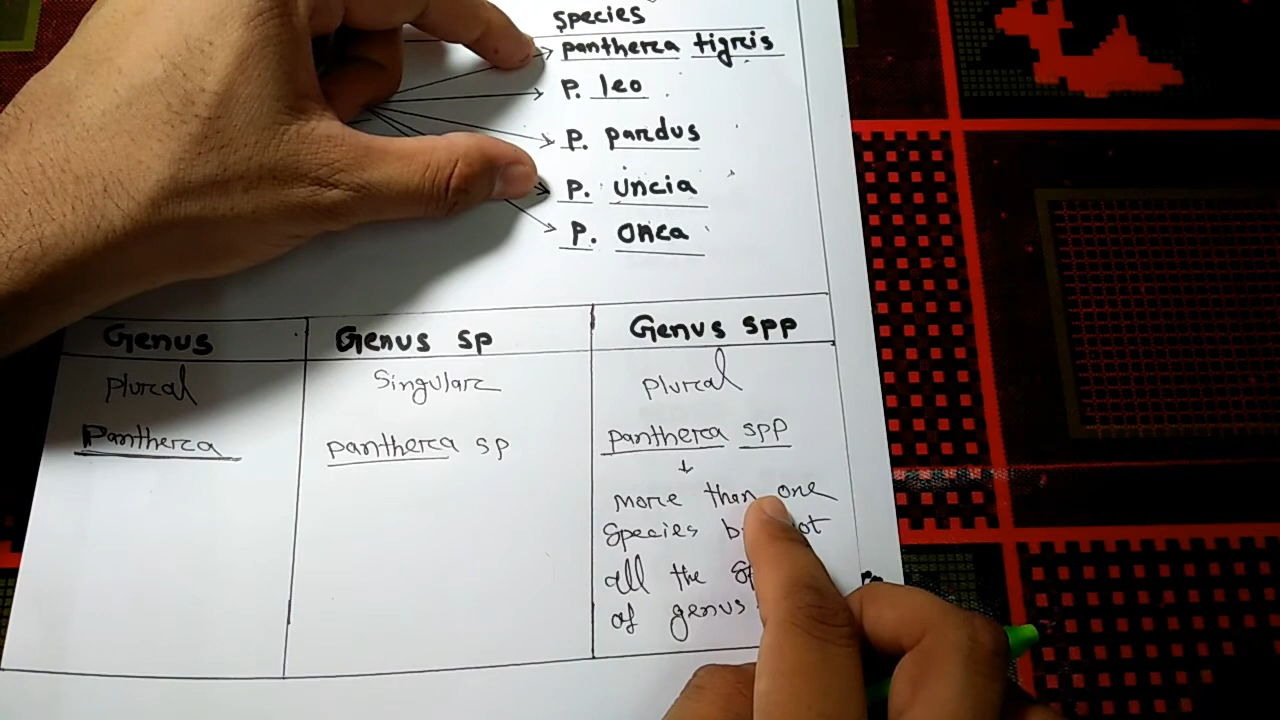 species
panthera tigris
P. leo
P. pardus
P. uncia
P. onca
Genus
Genus sp
Genus spp
Plural
Singular
Plural
Panthera
panthera sp
panthera spp
more than one
species
all the
of genus